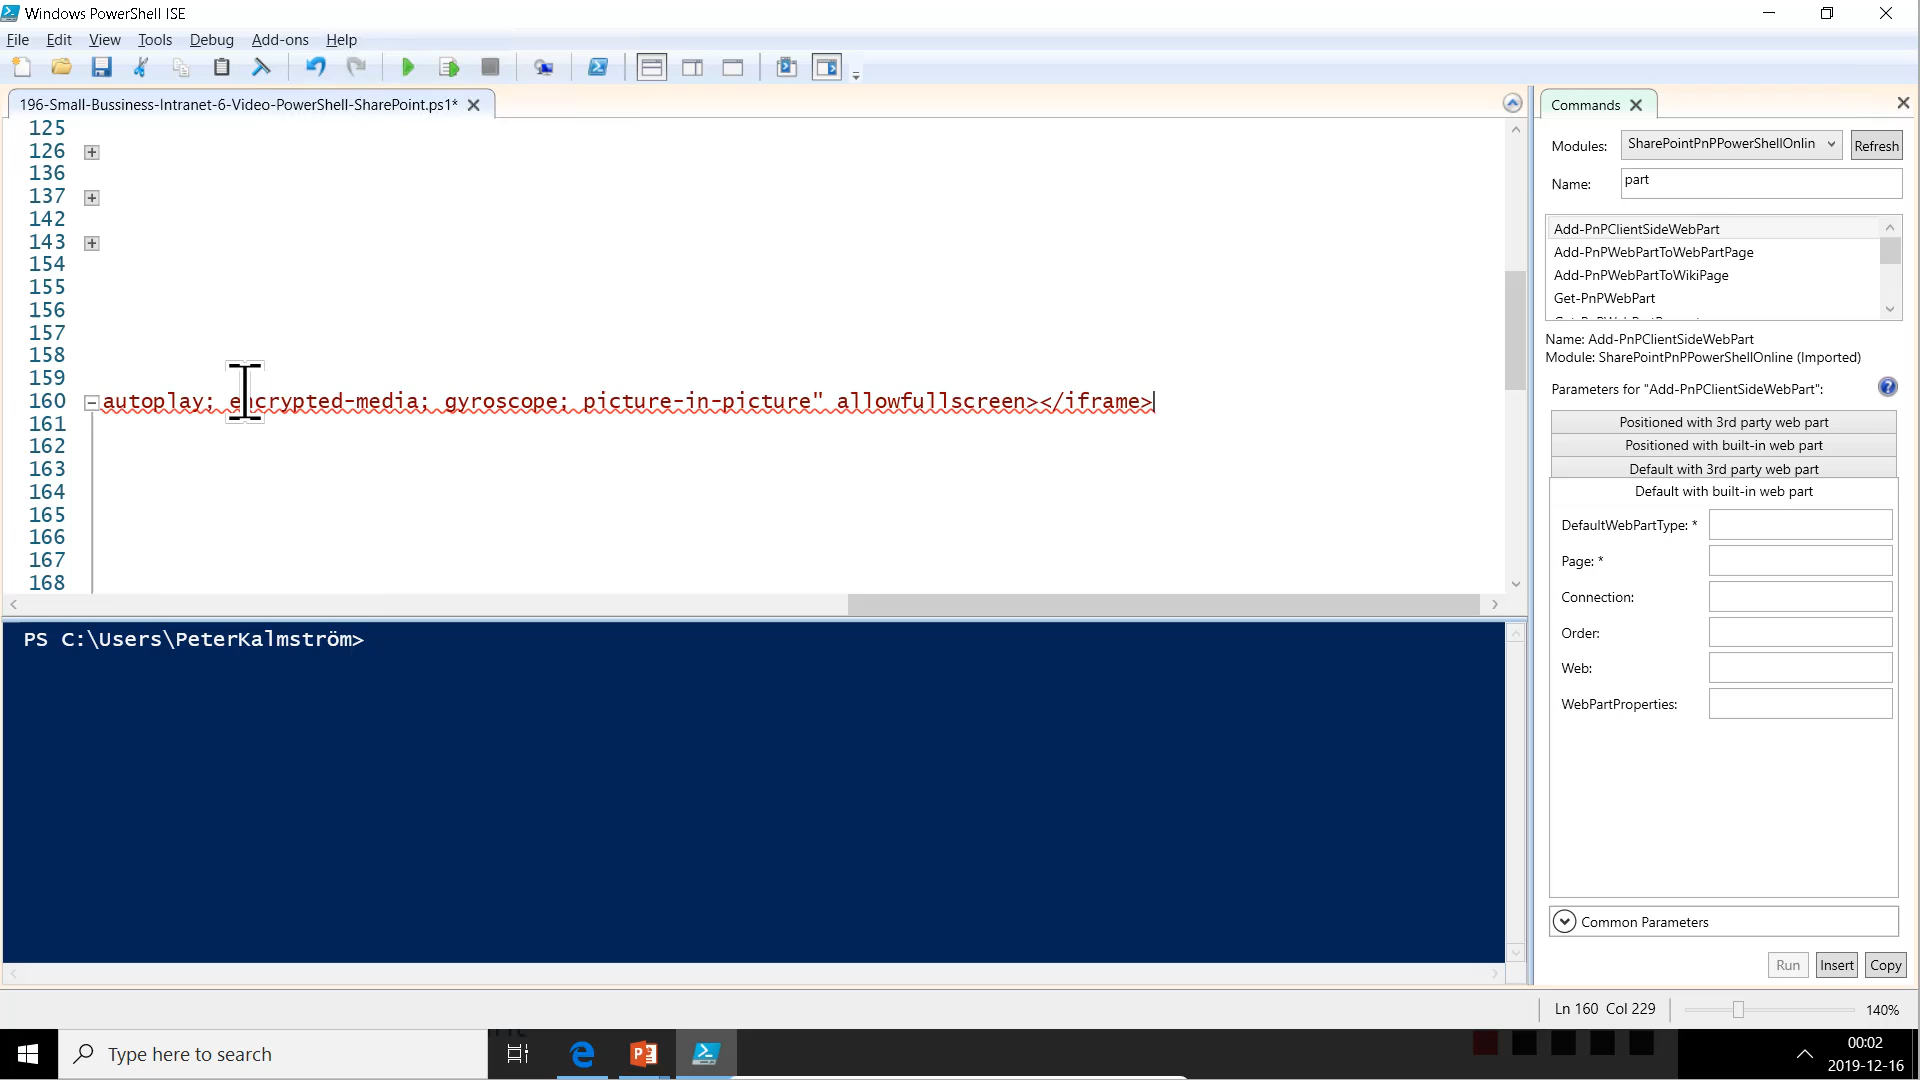 Windows PowerShell ISE
File Edit View Tools Debug Add-ons Help
196-Small-Bussiness-Intranet-6-Video-PowerShell-SharePoint.ps1*
125
126
136
137
142
143
154
155
156
157
158
159
160 autoplay; encrypted-media; gyroscope; picture-in-picture" allowfullscreen></iframe>
161
162
163
164
165
166
167
168
PS C:\Users\PeterKalmström>
Commands
Modules: SharePointPnPPowerShellOnlin Refresh
Name: part
Add-PnPClientSideWebPart
Add-PnPWebPartToWebPartPage
Add-PnPWebPartToWikiPage
Get-PnPWebPart
Name: Add-PnPClientSideWebPart
Module: SharePointPnPPowerShellOnline (Imported)
Parameters for "Add-PnPClientSideWebPart":
Positioned with 3rd party web part
Positioned with built-in web part
Default with 3rd party web part
Default with built-in web part
DefaultWebPartType: *
Page: *
Connection:
Order:
Web:
WebPartProperties:
Common Parameters
Run Insert Copy
Ln 160 Col 229 140%
Type here to search
00:02
2019-12-16